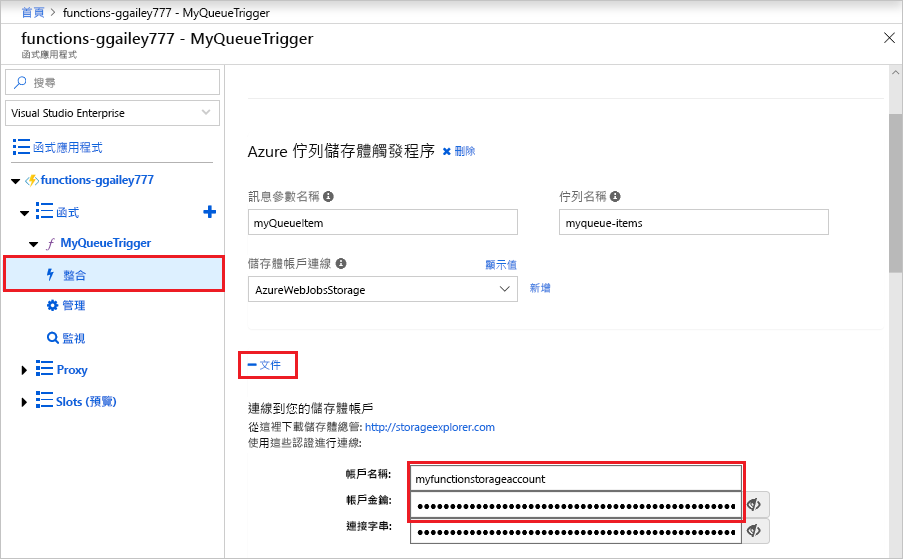 首頁 > functions-ggailey777 - MyQueueTrigger
functions-ggailey777 - MyQueueTrigger
函式應用程式
搜尋
Visual Studio Enterprise
函式應用程式
functions-ggailey777
函式
MyQueueTrigger
整合
管理
監視
Proxy
Slots (預覽)
Azure 佇列儲存體觸發程序 ✖ 刪除
訊息參數名稱
佇列名稱
myQueueItem
myqueue-items
儲存體帳戶連線
顯示值
AzureWebJobsStorage
新增
文件
連線到您的儲存體帳戶
從這裡下載儲存體總管: http://storageexplorer.com
使用這些認證進行連線:
帳戶名稱:
myfunctionstorageaccount
帳戶金鑰:
連接字串: